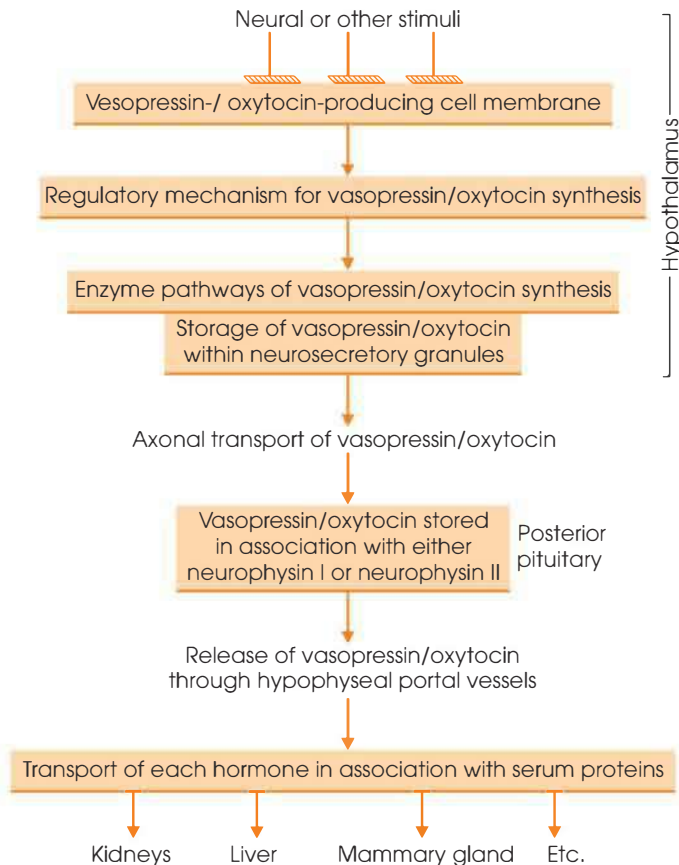 Neural or other stimuli
Vesopressin-/ oxytocin-producing cell membrane
Regulatory mechanism for vasopressin/oxytocin synthesis
Enzyme pathways of vasopressin/oxytocin synthesis
Storage of vasopressin/oxytocin
within neurosecretory granules
Hypothalamus
Axonal transport of vasopressin/oxytocin
Vasopressin/oxytocin stored
in association with either
neurophysin I or neurophysin II
Posterior
pituitary
Release of vasopressin/oxytocin
through hypophyseal portal vessels
Transport of each hormone in association with serum proteins
Kidneys
Liver
Mammary gland
Etc.